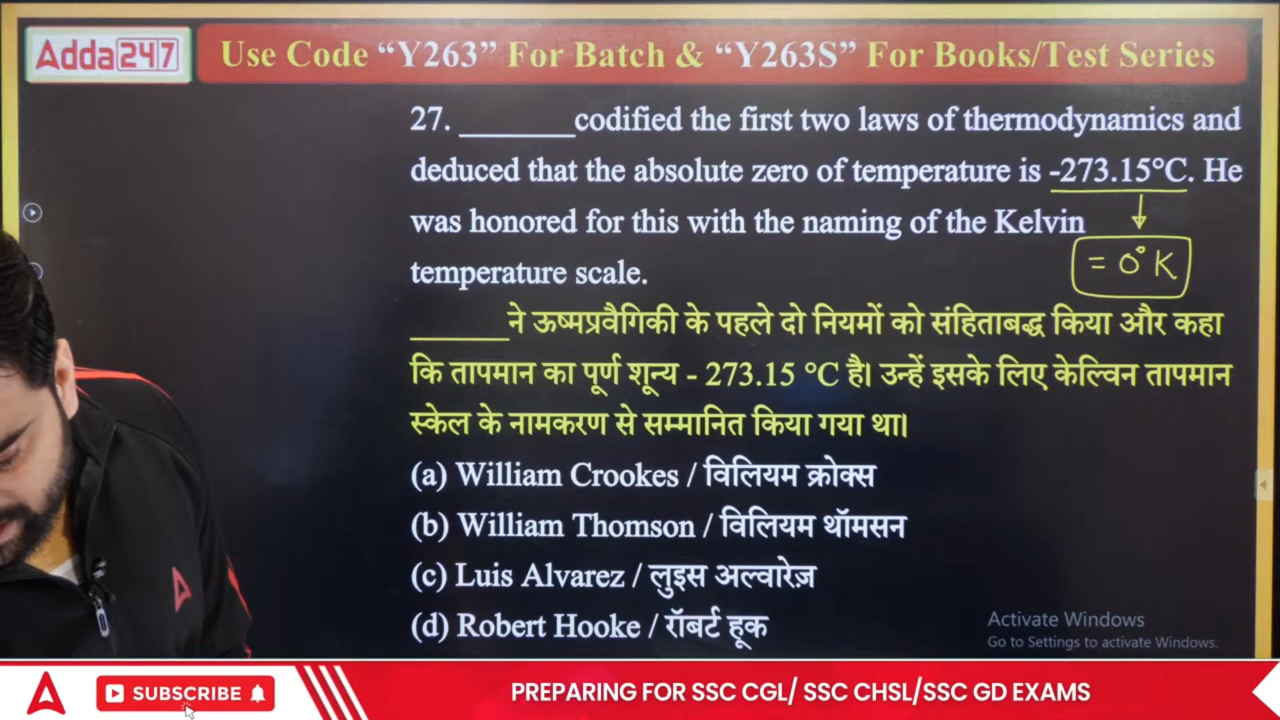 Adda247
Use Code “Y263” For Batch & “Y263S” For Books/Test Series
27. _______codified the first two laws of thermodynamics and
deduced that the absolute zero of temperature is -273.15°C. He
was honored for this with the naming of the Kelvin
= 0° K
temperature scale.
______ने ऊष्मप्रवैगिकी के पहले दो नियमों को संहिताबद्ध किया और कहा
कि तापमान का पूर्ण शून्य - 273.15 °C है। उन्हें इसके लिए केल्विन तापमान
स्केल के नामकरण से सम्मानित किया गया था।
(a) William Crookes / विलियम क्रोक्स
(b) William Thomson / विलियम थॉमसन
(c) Luis Alvarez / लुइस अल्वारेज़
(d) Robert Hooke / रॉबर्ट हूक
Activate Windows
Go to Settings to activate Windows.
SUBSCRIBE
PREPARING FOR SSC CGL/ SSC CHSL/SSC GD EXAMS